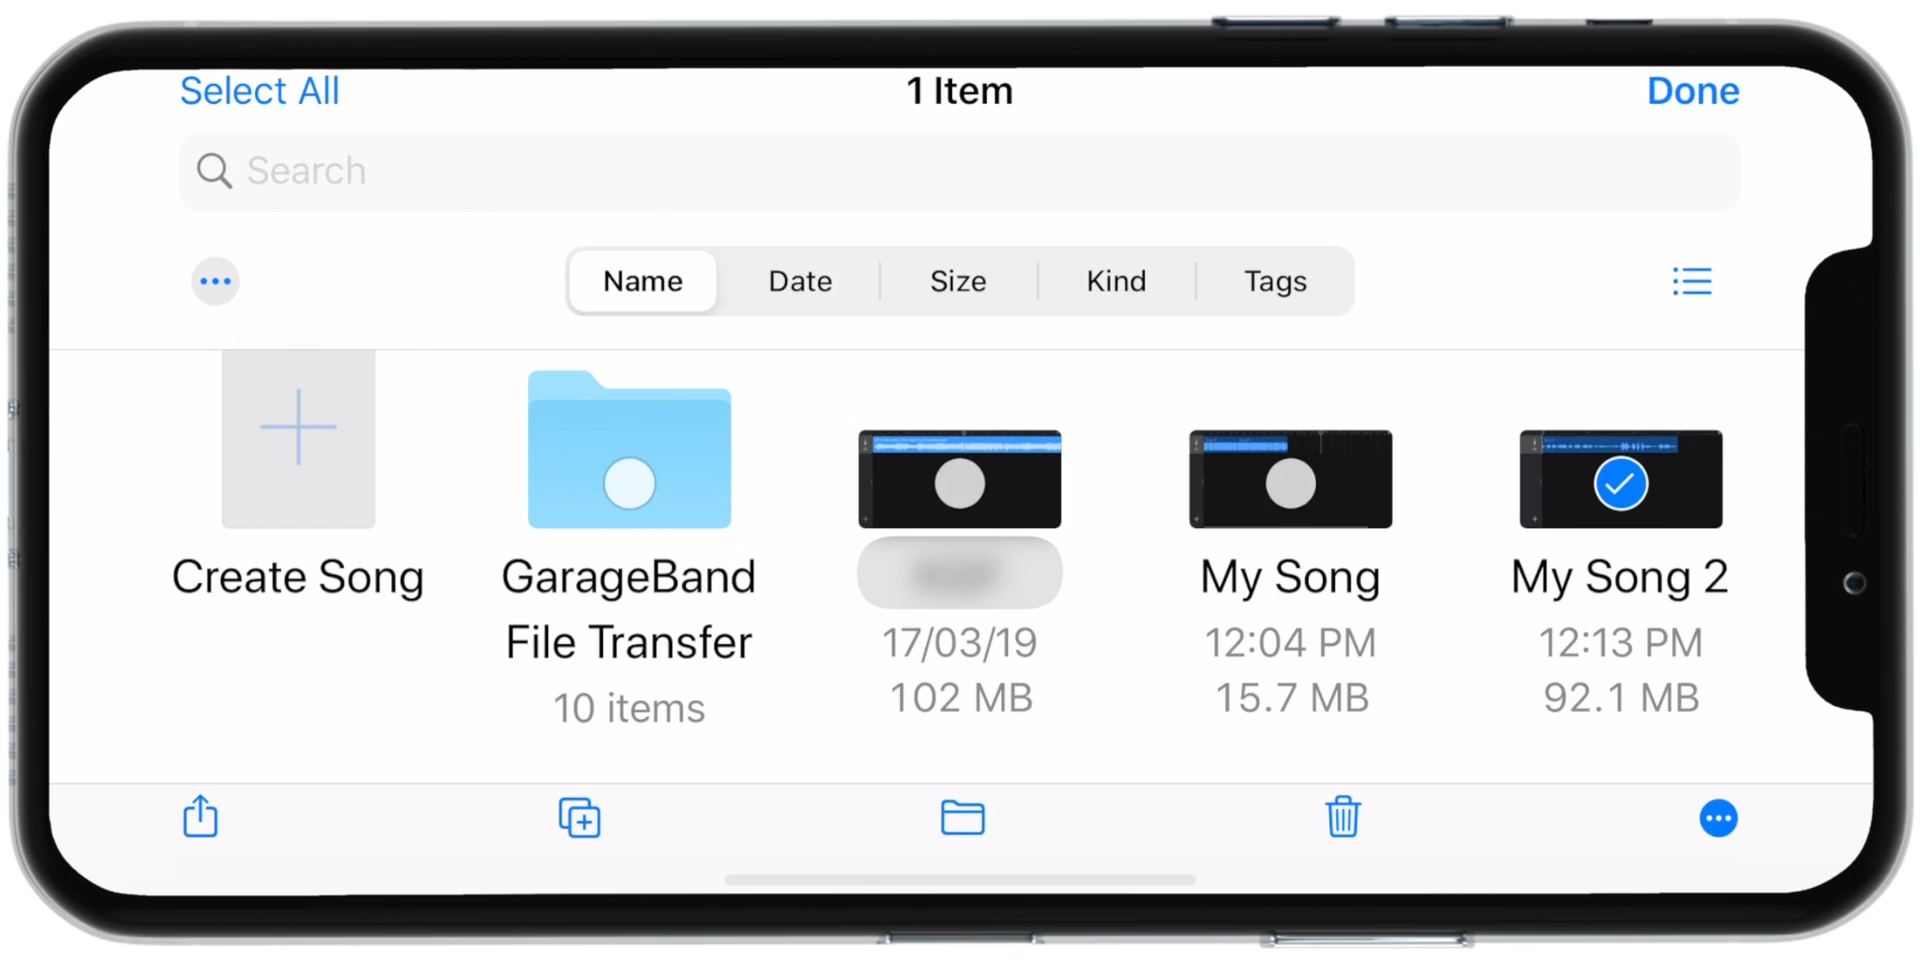 Select All
1 Item
Done
Search
Name
Date
Size
Kind
Tags
Create Song
GarageBand
File Transfer
10 items
17/03/19
102 MB
My Song
12:04 PM
15.7 MB
My Song 2
12:13 PM
92.1 MB